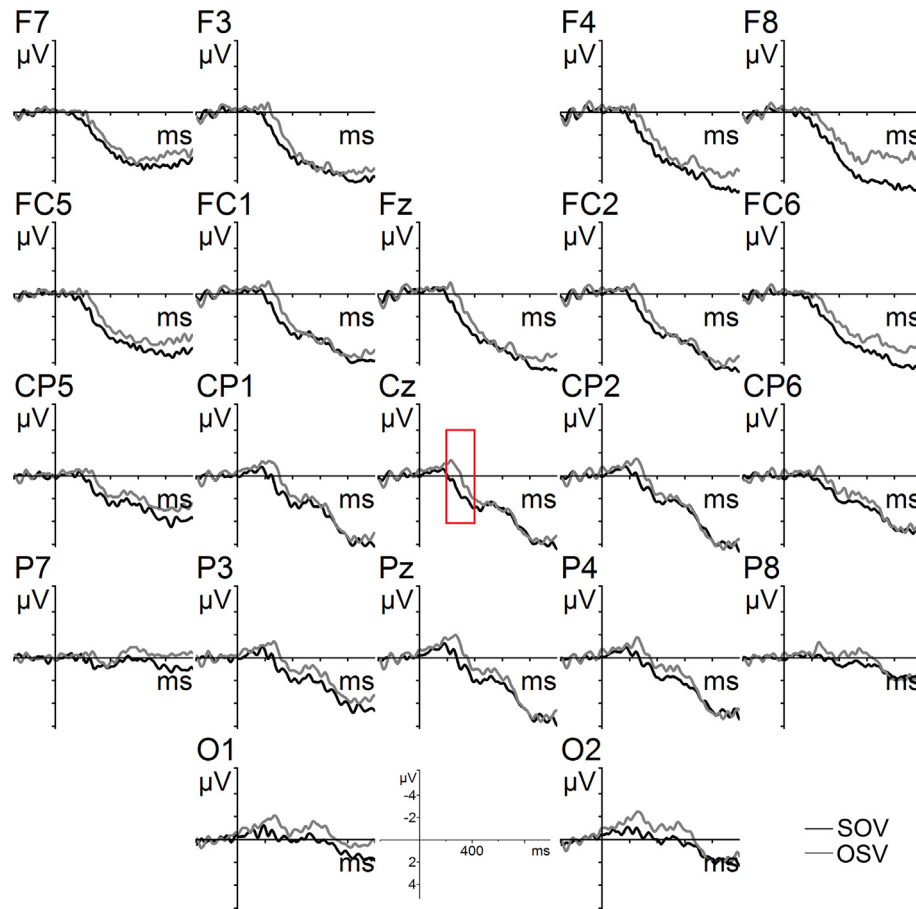 F7 F3 F4 F8
µV µV µV µV
ms ms ms ms
FC5 FC1 Fz FC2 FC6
µV µV µV µV µV
ms ms ms ms ms
CP5 CP1 Cz CP2 CP6
µV µV µV µV µV
ms ms ms ms ms
P7 P3 Pz P4 P8
µV µV µV µV µV
ms ms ms ms ms
O1 O2
µV µV µV
-4
-2
SOV
400 ms
OSV
ms ms
2
4